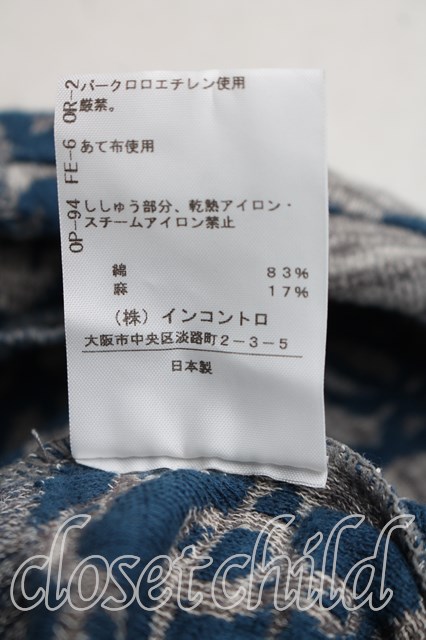 OR-2 パークロロエチレン使用
厳禁。
FE-6 あて布使用
OP-94 ししゅう部分、乾熱アイロン・
スチームアイロン禁止
綿 83%
麻 17%
(株)インコントロ
大阪市中央区淡路町2-3-5
日本製
closetchild